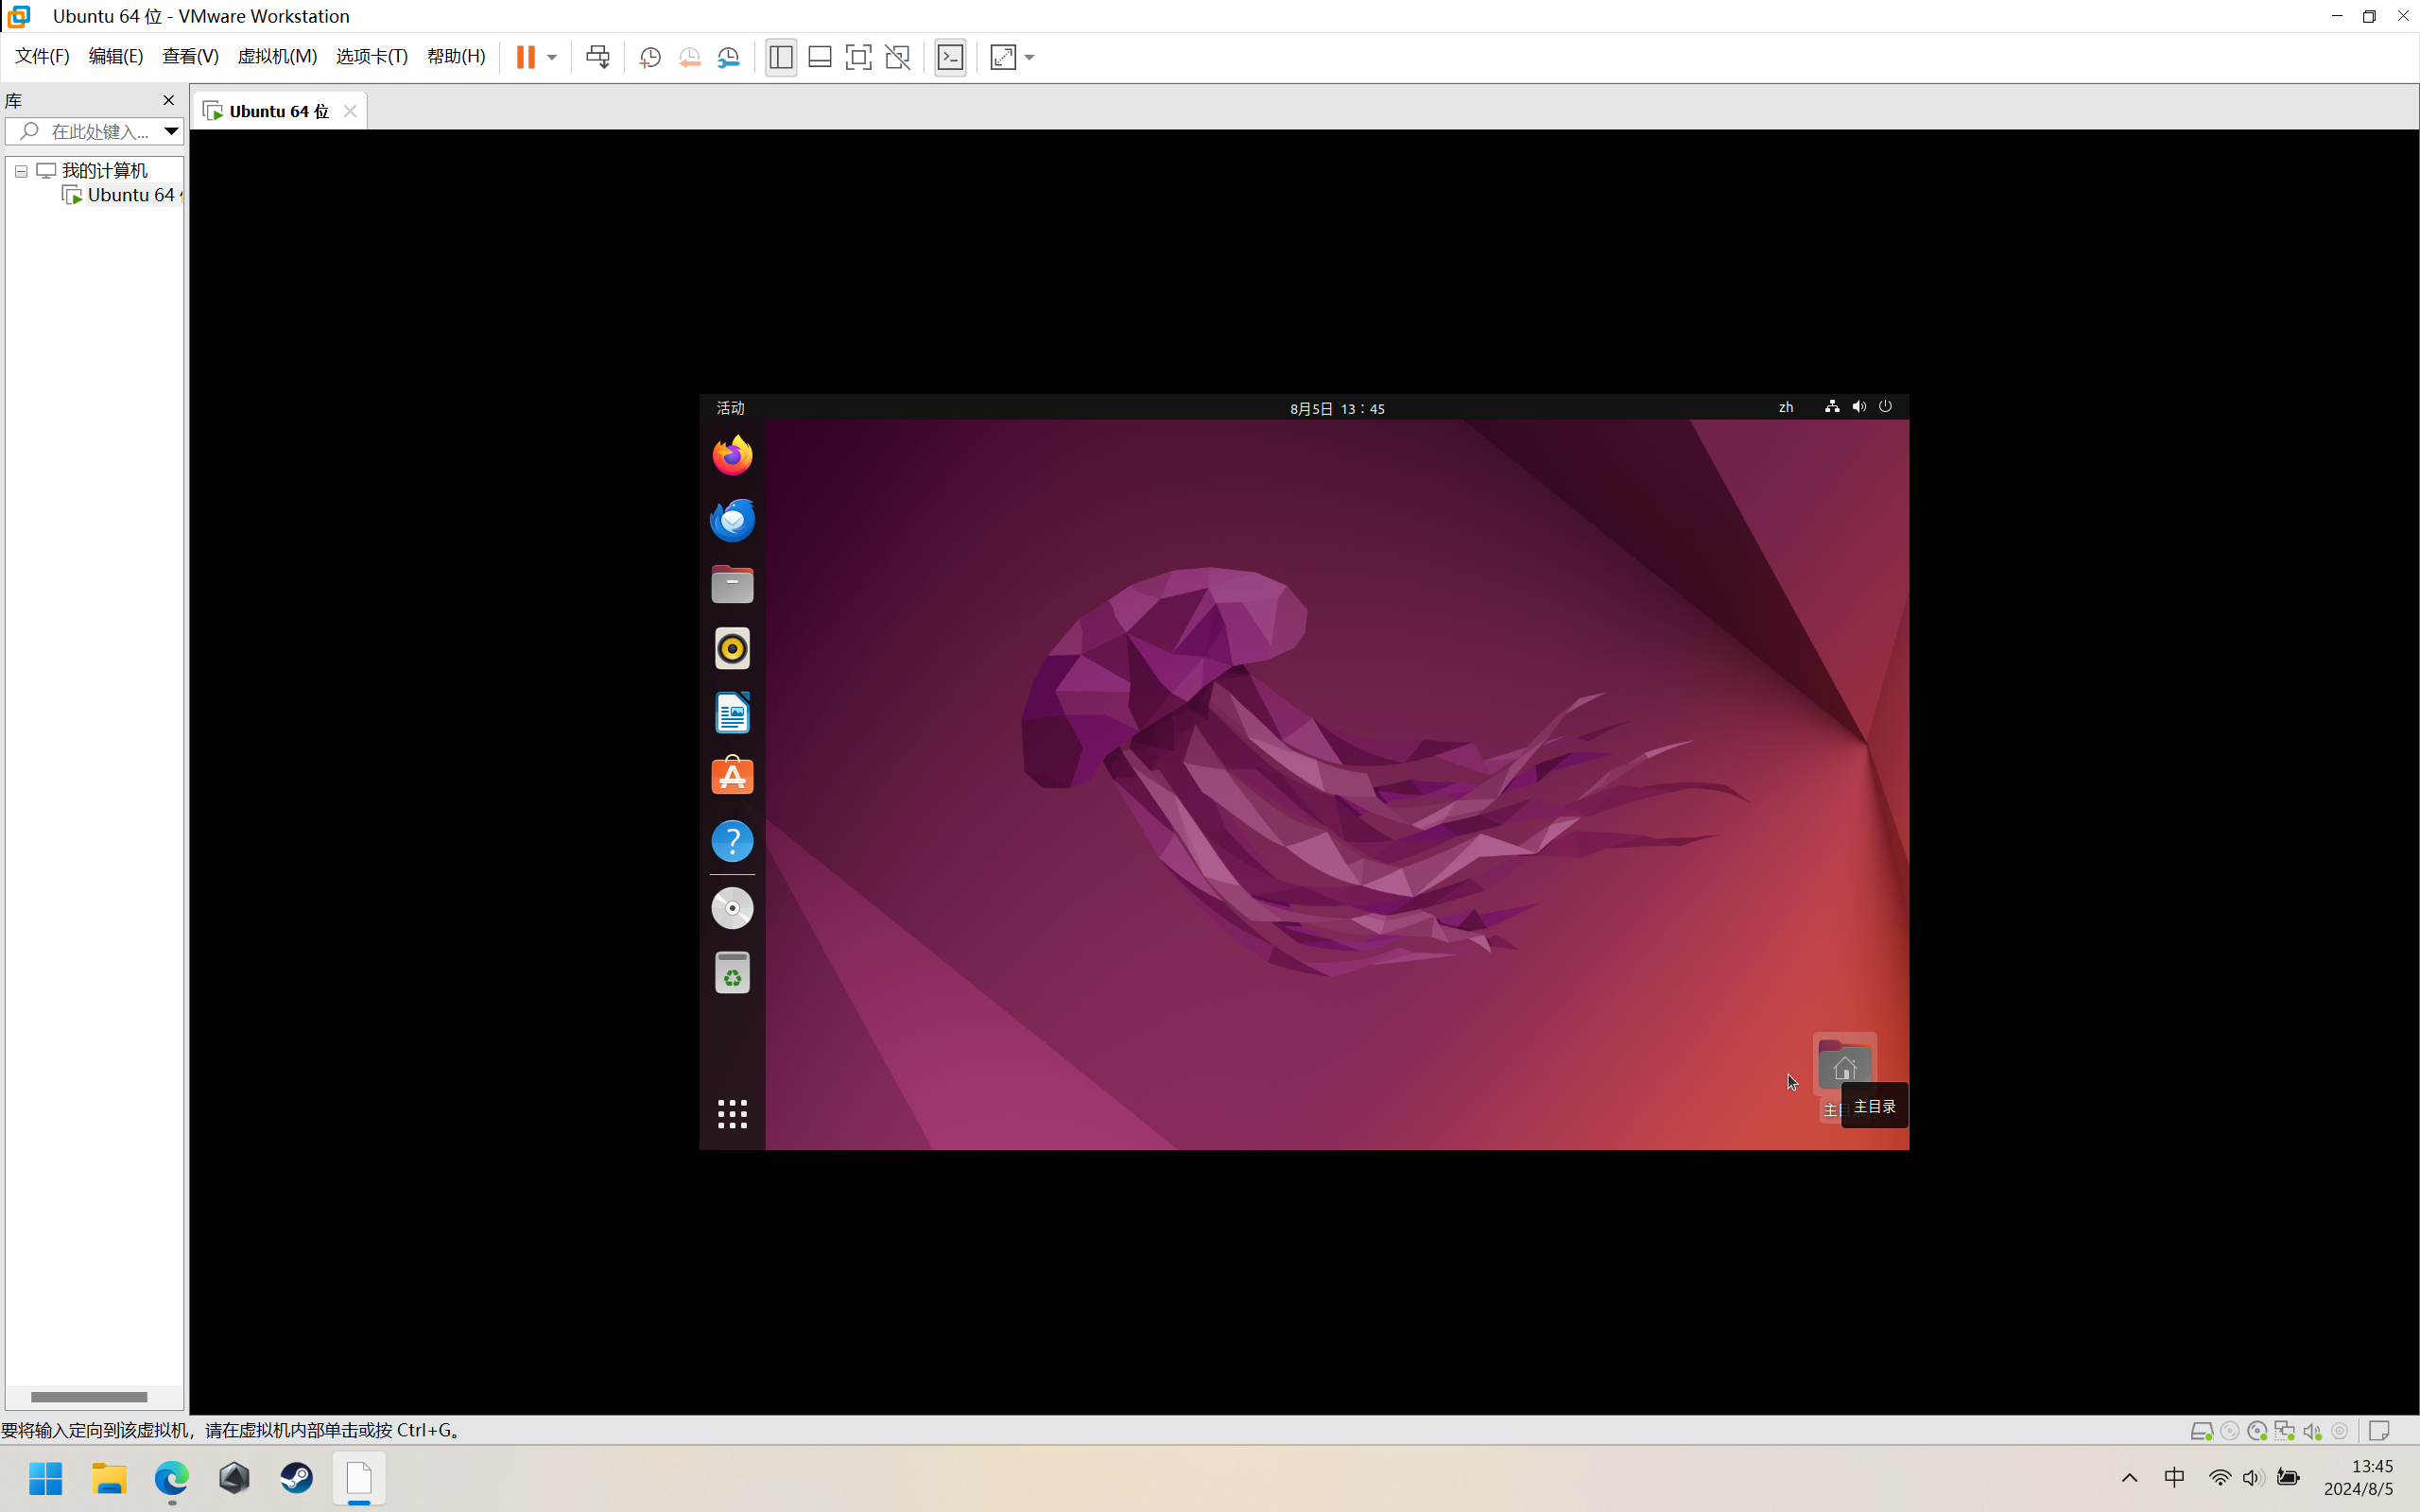 Ubuntu 64 位 - VMware Workstation
文件(F) 编辑(E) 查看(V) 虚拟机(M) 选项卡(T) 帮助(H)
库
在此处键入...
Ubuntu 64 位
我的计算机
Ubuntu 64
活动
8月5日 13：45
zh
主目
主目录
要将输入定向到该虚拟机，请在虚拟机内部单击或按 Ctrl+G。
中
13:45
2024/8/5